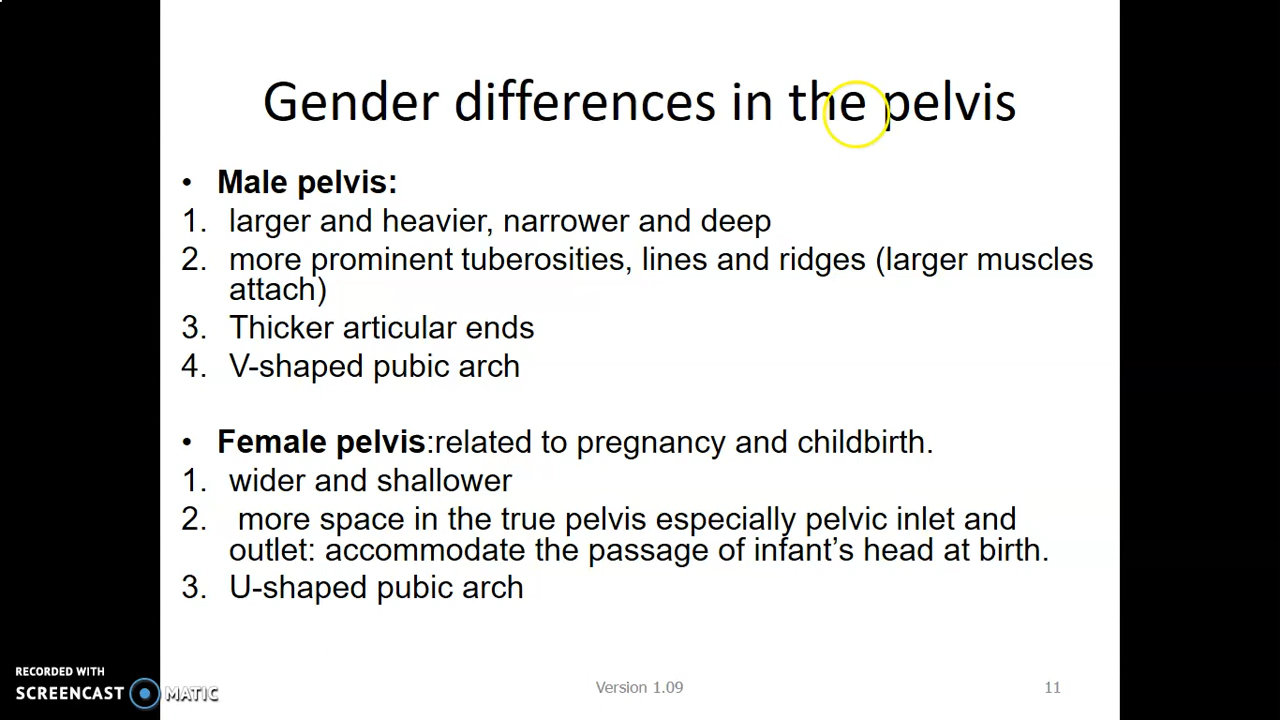 Gender differences in the pelvis
• Male pelvis:
1. larger and heavier, narrower and deep
2. more prominent tuberosities, lines and ridges (larger muscles
attach)
3. Thicker articular ends
4. V-shaped pubic arch
• Female pelvis:related to pregnancy and childbirth.
1. wider and shallower
2. more space in the true pelvis especially pelvic inlet and
outlet: accommodate the passage of infant’s head at birth.
3. U-shaped pubic arch
RECORDED WITH
SCREENCAST MATIC
Version 1.09
11